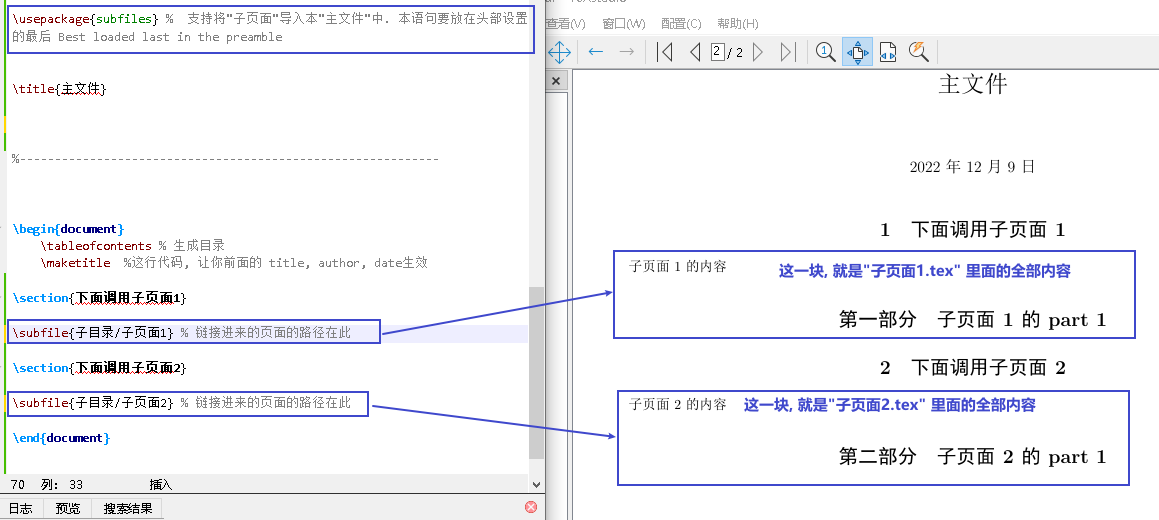 \usepackage{subfiles} %  支持将"子页面"导入本"主文件"中. 本语句要放在头部设置
的最后 Best loaded last in the preamble
\title{主文件}
%------------------------------------------------------------
\begin{document}
\tableofcontents % 生成目录
\maketitle  %这行代码, 让你前面的 title, author, date生效
\section{下面调用子页面1}
\subfile{子目录/子页面1} % 链接进来的页面的路径在此
\section{下面调用子页面2}
\subfile{子目录/子页面2} % 链接进来的页面的路径在此
\end{document}
70 列: 33 插入
日志 预览 搜索结果
查看(V) 窗口(W) 配置(C) 帮助(H)
2 / 2
1
主文件
2022 年 12 月 9 日
1 下面调用子页面 1
子页面 1 的内容 这一块, 就是"子页面1.tex" 里面的全部内容
第一部分 子页面 1 的 part 1
2 下面调用子页面 2
子页面 2 的内容 这一块, 就是"子页面2.tex" 里面的全部内容
第二部分 子页面 2 的 part 1